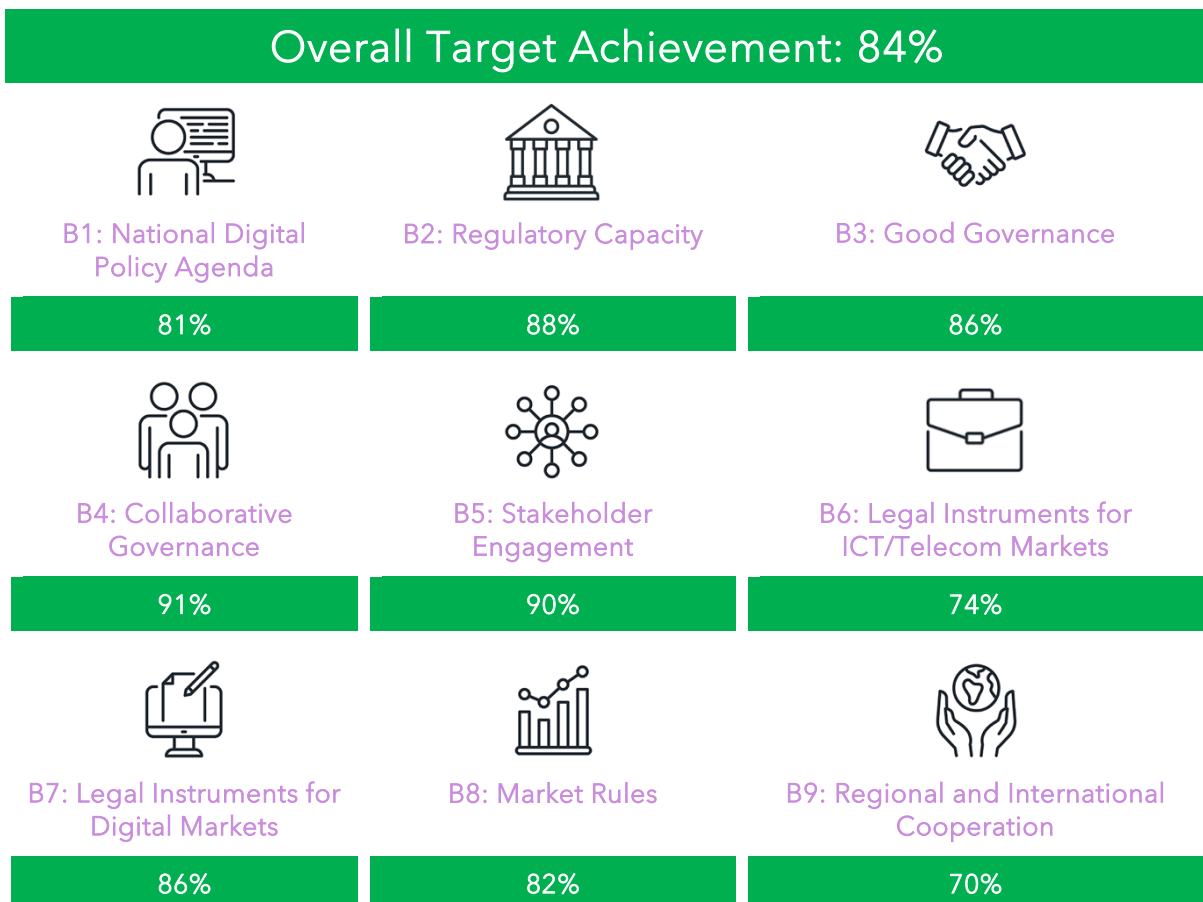 Overall Target Achievement: 84%
B1: National Digital
Policy Agenda
81%
B2: Regulatory Capacity
88%
B3: Good Governance
86%
B4: Collaborative
Governance
91%
B5: Stakeholder
Engagement
90%
B6: Legal Instruments for
ICT/Telecom Markets
74%
B7: Legal Instruments for
Digital Markets
86%
B8: Market Rules
82%
B9: Regional and International
Cooperation
70%